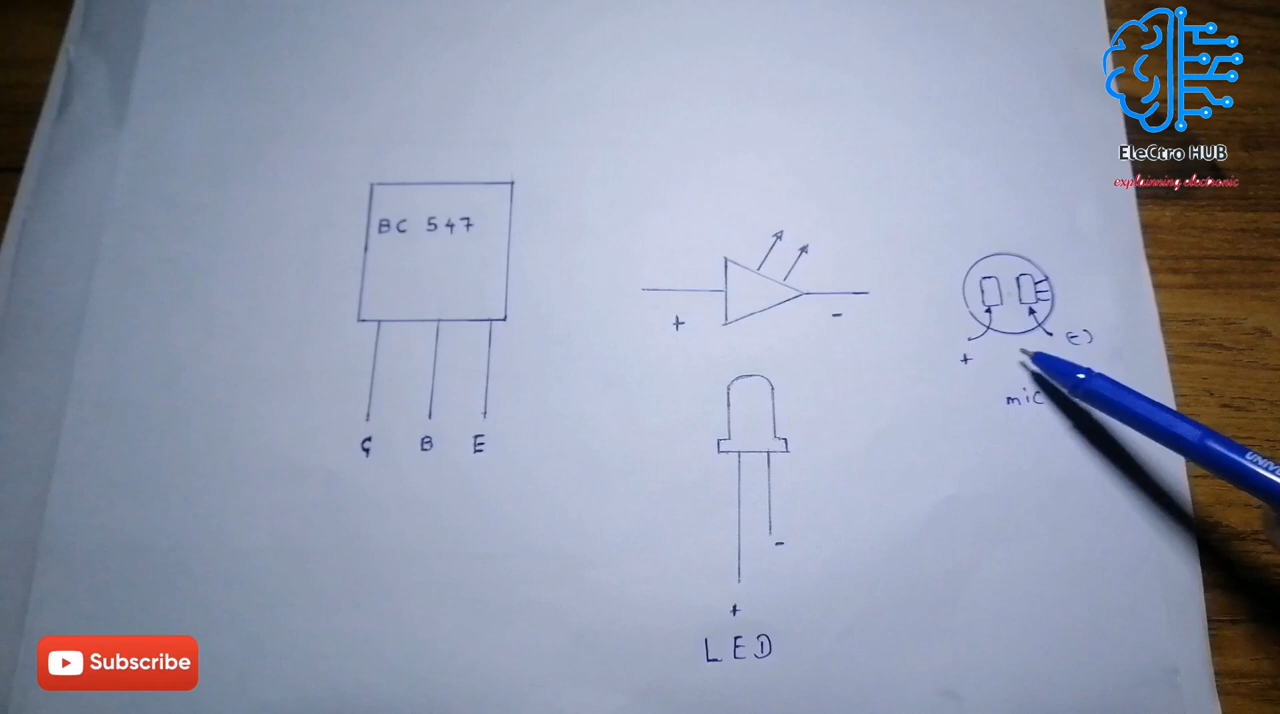 EleCtro HUB
explainning electronic
BC 547
C B E
+ -
-
+
LED
+ (-)
mic
Subscribe